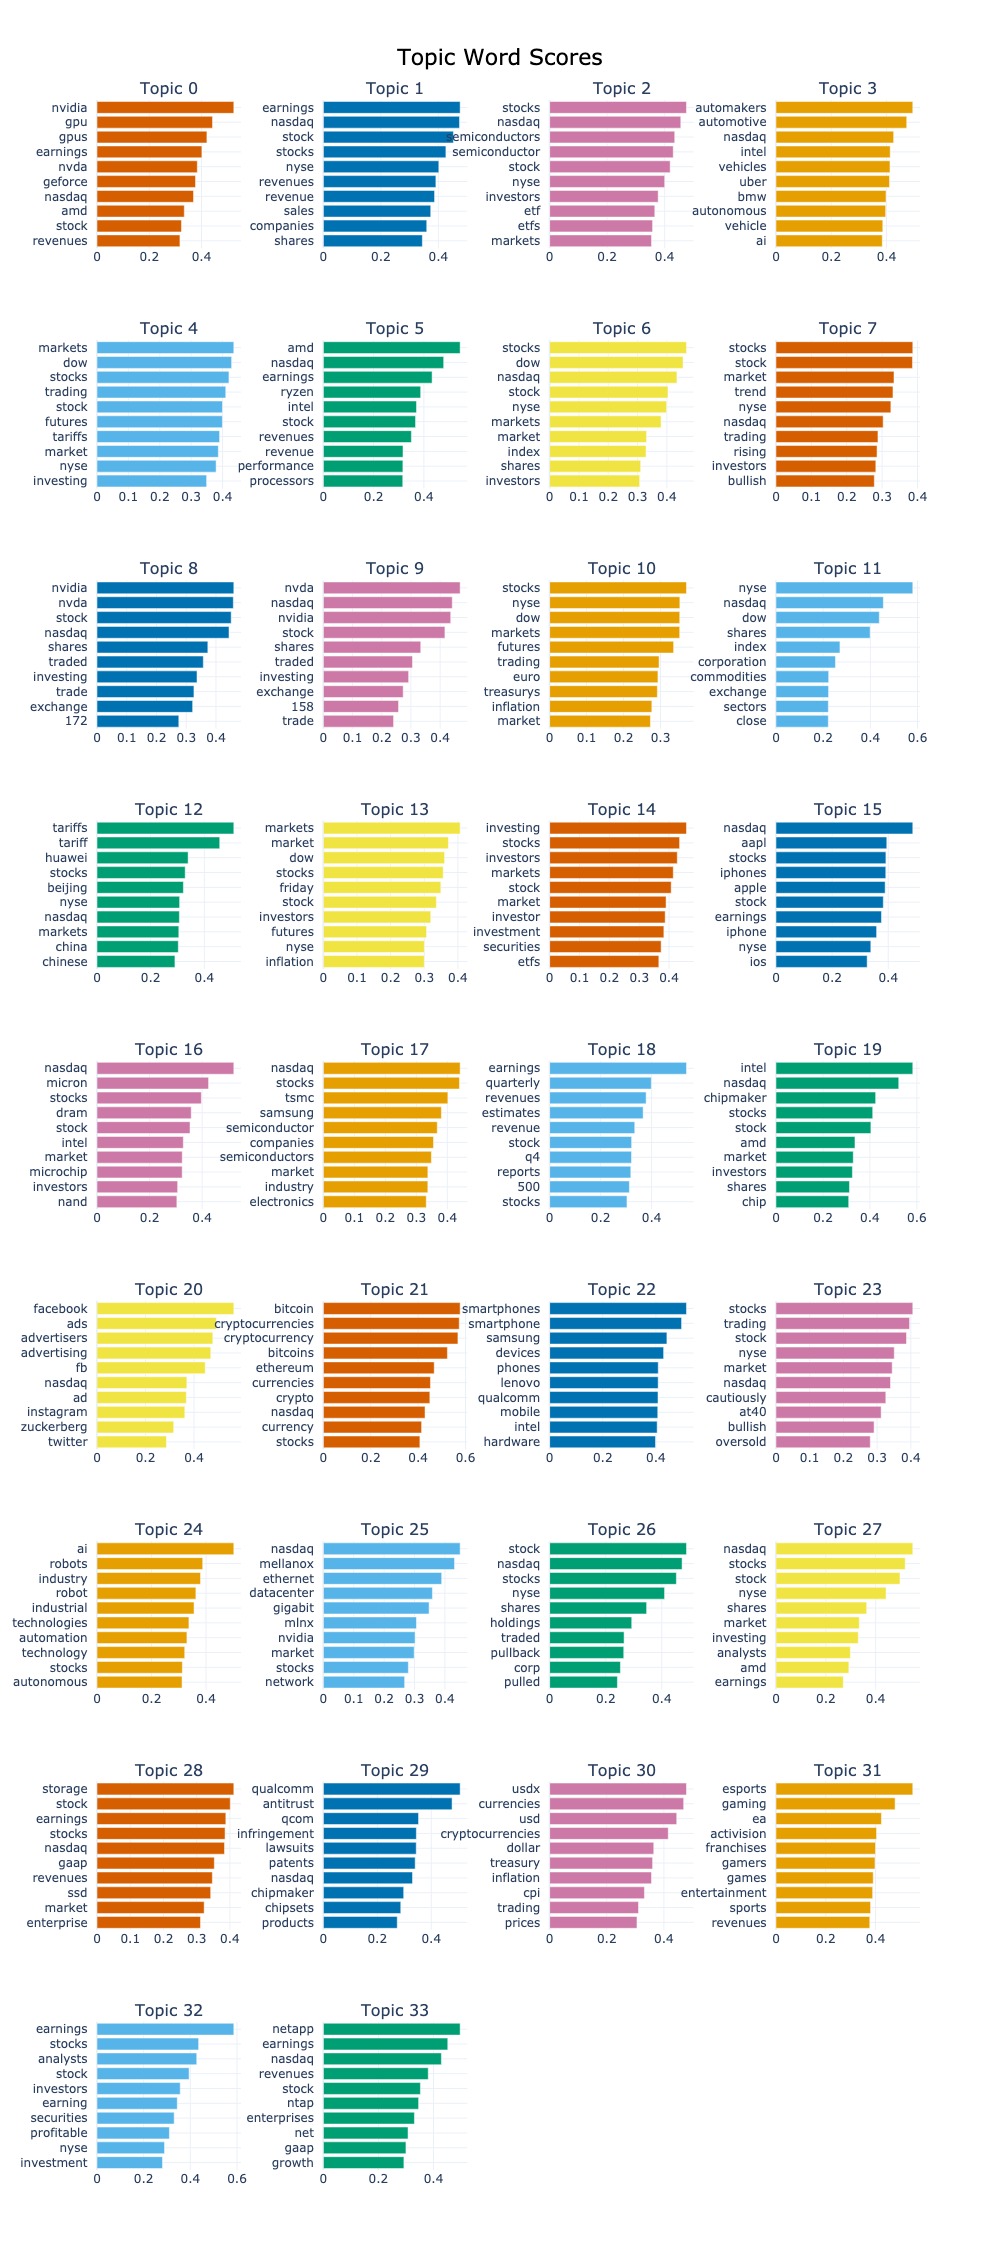 Topic Word Scores
Topic 0
nvidia
gpu
gpus
earnings
nvda
geforce
nasdaq
amd
stock
revenues
0 0.2 0.4
Topic 1
earnings
nasdaq
stock
stocks
nyse
revenues
revenue
sales
companies
shares
0 0.2 0.4
Topic 2
stocks
nasdaq
semiconductors
semiconductor
stock
nyse
investors
etf
etfs
markets
0 0.2 0.4
Topic 3
automakers
automotive
nasdaq
intel
vehicles
uber
bmw
autonomous
vehicle
ai
0 0.2 0.4
Topic 4
markets
dow
stocks
trading
stock
futures
tariffs
market
nyse
investing
0 0.1 0.2 0.3 0.4
Topic 5
amd
nasdaq
earnings
ryzen
intel
stock
revenues
revenue
performance
processors
0 0.2 0.4
Topic 6
stocks
dow
nasdaq
stock
nyse
markets
market
index
shares
investors
0 0.1 0.2 0.3 0.4
Topic 7
stocks
stock
market
trend
nyse
nasdaq
trading
rising
investors
bullish
0 0.1 0.2 0.3 0.4
Topic 8
nvidia
nvda
stock
nasdaq
shares
traded
investing
trade
exchange
172
0 0.1 0.2 0.3 0.4
Topic 9
nvda
nasdaq
nvidia
stock
shares
traded
investing
exchange
158
trade
0 0.1 0.2 0.3 0.4
Topic 10
stocks
nyse
dow
markets
futures
trading
euro
treasurys
inflation
market
0 0.1 0.2 0.3
Topic 11
nyse
nasdaq
dow
shares
index
corporation
commodities
exchange
sectors
close
0 0.2 0.4 0.6
Topic 12
tariffs
tariff
huawei
stocks
beijing
nyse
nasdaq
markets
china
chinese
0 0.2 0.4
Topic 13
markets
market
dow
stocks
friday
stock
investors
futures
nyse
inflation
0 0.1 0.2 0.3 0.4
Topic 14
investing
stocks
investors
markets
stock
market
investor
investment
securities
etfs
0 0.1 0.2 0.3 0.4
Topic 15
nasdaq
aapl
stocks
iphones
apple
stock
earnings
iphone
nyse
ios
0 0.2 0.4
Topic 16
nasdaq
micron
stocks
dram
stock
intel
market
microchip
investors
nand
0 0.2 0.4
Topic 17
nasdaq
stocks
tsmc
samsung
semiconductor
companies
semiconductors
market
industry
electronics
0 0.1 0.2 0.3 0.4
Topic 18
earnings
quarterly
revenues
estimates
revenue
stock
q4
reports
500
stocks
0 0.2 0.4
Topic 19
intel
nasdaq
chipmaker
stocks
stock
amd
market
investors
shares
chip
0 0.2 0.4 0.6
Topic 20
facebook
ads
advertisers
advertising
fb
nasdaq
ad
instagram
zuckerberg
twitter
0 0.2 0.4
Topic 21
bitcoin
cryptocurrencies
cryptocurrency
bitcoins
ethereum
currencies
crypto
nasdaq
currency
stocks
0 0.2 0.4 0.6
Topic 22
smartphones
smartphone
samsung
devices
phones
lenovo
qualcomm
mobile
intel
hardware
0 0.2 0.4
Topic 23
stocks
trading
stock
nyse
market
nasdaq
cautiously
at40
bullish
oversold
0 0.1 0.2 0.3 0.4
Topic 24
ai
robots
industry
robot
industrial
technologies
automation
technology
stocks
autonomous
0 0.2 0.4
Topic 25
nasdaq
mellanox
ethernet
datacenter
gigabit
mlnx
nvidia
market
stocks
network
0 0.1 0.2 0.3 0.4
Topic 26
stock
nasdaq
stocks
nyse
shares
holdings
traded
pullback
corp
pulled
0 0.2 0.4
Topic 27
nasdaq
stocks
stock
nyse
shares
market
investing
analysts
amd
earnings
0 0.2 0.4
Topic 28
storage
stock
earnings
stocks
nasdaq
gaap
revenues
ssd
market
enterprise
0 0.1 0.2 0.3 0.4
Topic 29
qualcomm
antitrust
qcom
infringement
lawsuits
patents
nasdaq
chipmaker
chipsets
products
0 0.2 0.4
Topic 30
usdx
currencies
usd
cryptocurrencies
dollar
treasury
inflation
cpi
trading
prices
0 0.2 0.4
Topic 31
esports
gaming
ea
activision
franchises
gamers
games
entertainment
sports
revenues
0 0.2 0.4
Topic 32
earnings
stocks
analysts
stock
investors
earning
securities
profitable
nyse
investment
0 0.2 0.4 0.6
Topic 33
netapp
earnings
nasdaq
revenues
stock
ntap
enterprises
net
gaap
growth
0 0.2 0.4